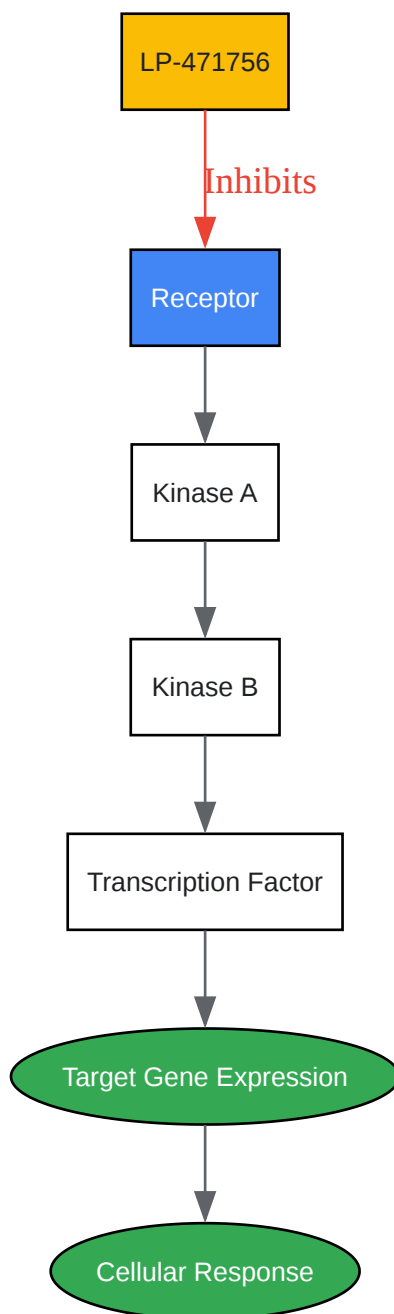 LP-471756
Inhibits
Receptor
Kinase A
Kinase B
Transcription Factor
Target Gene Expression
Cellular Response